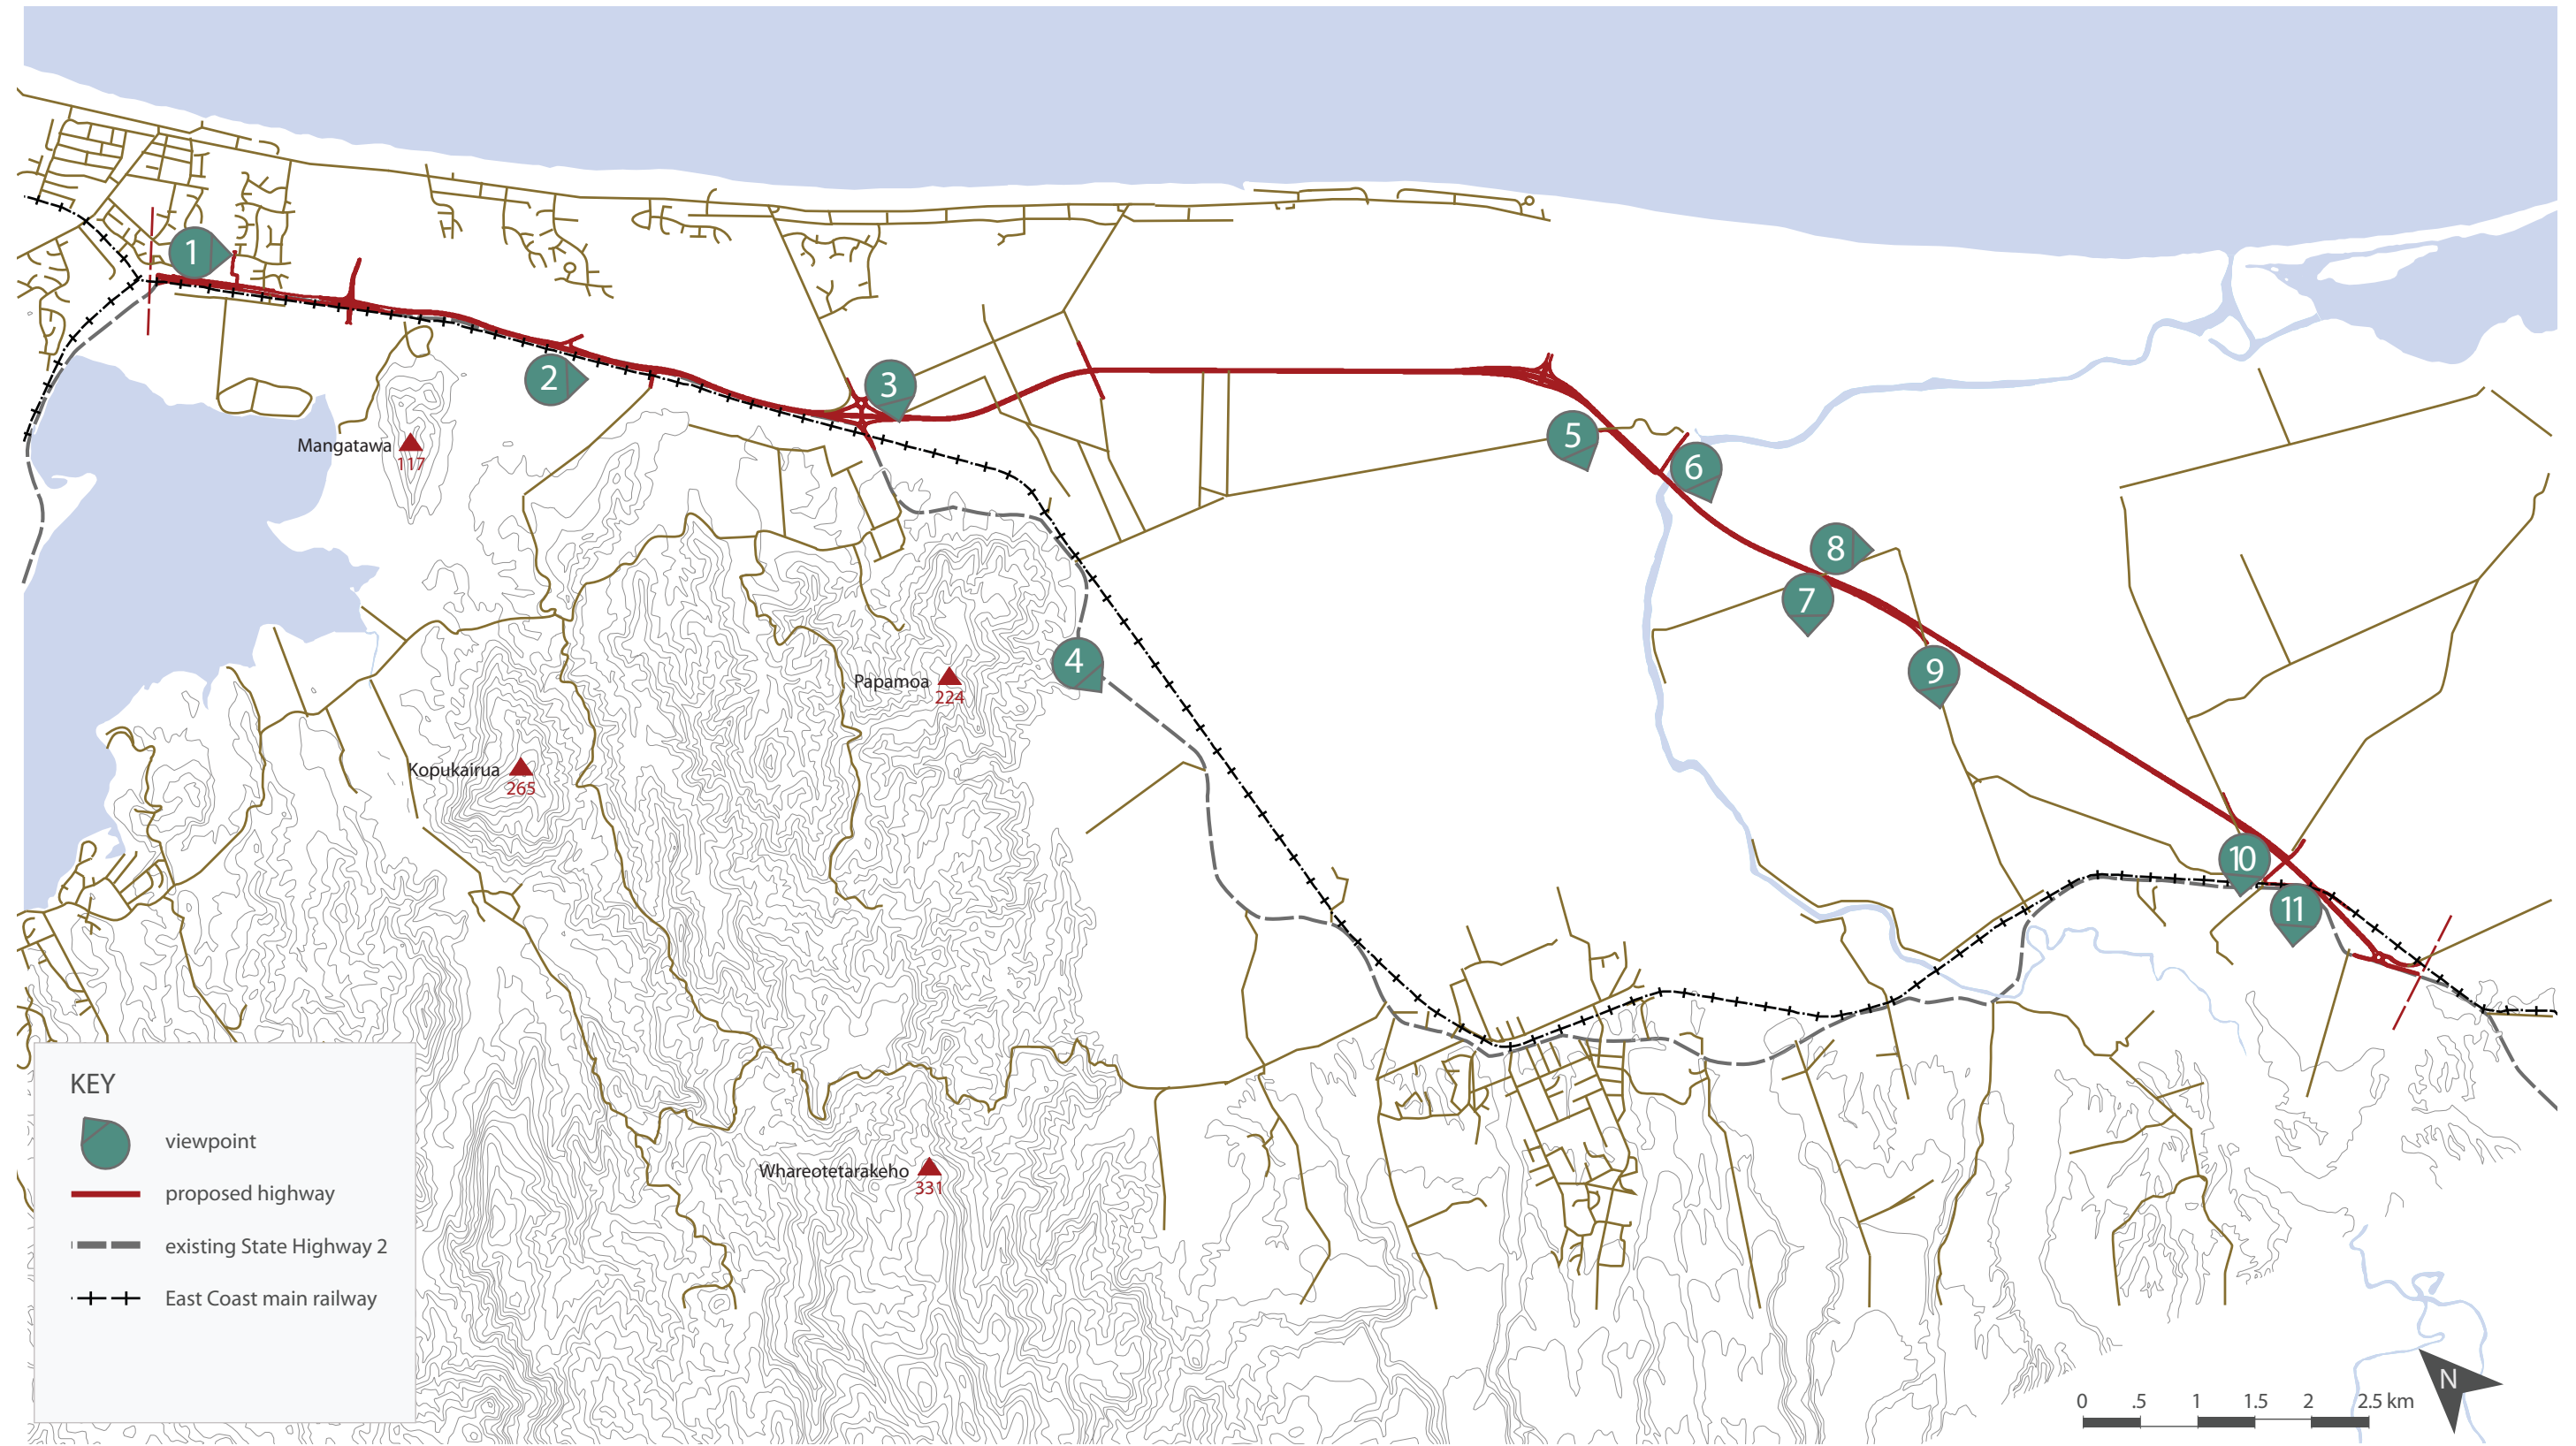 1
2
3
4
5
6
7
8
9
10
11
Mangatawa
117
Papamoa
224
Kopukairua
265
Whareotetarakeho
331
KEY
viewpoint
proposed highway
existing State Highway 2
East Coast main railway
N
0 .5 1 1.5 2 2.5 km